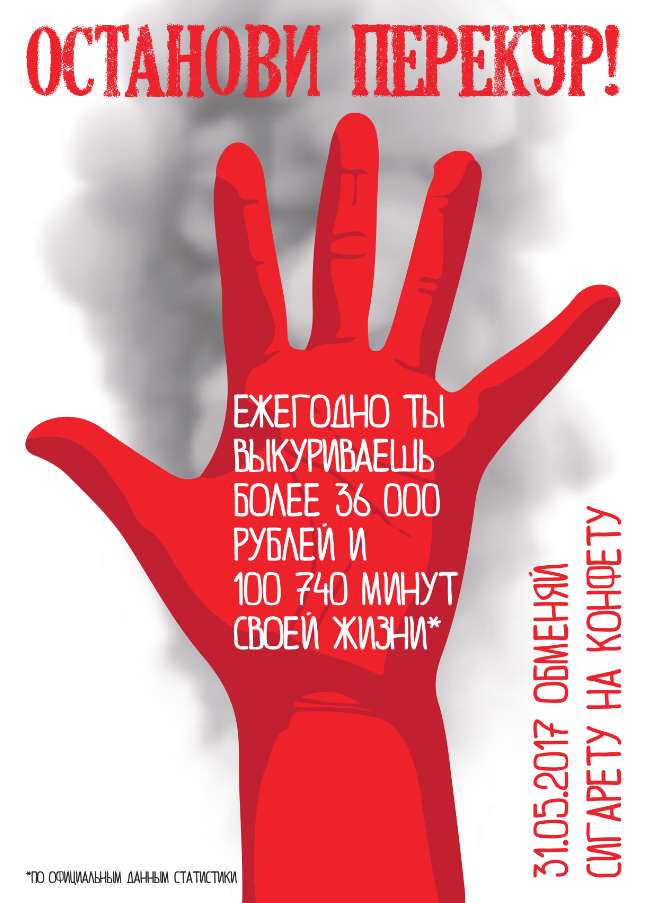 ОСТАНОВИ ПЕРЕКУР!
ЕЖЕГОДНО ТЫ
ВЫКУРИВАЕШЬ
БОЛЕЕ 36 000
РУБЛЕЙ И
100 740 МИНУТ
СВОЕЙ ЖИЗНИ*
31.05.2017 ОБМЕНЯЙ
СИГАРЕТУ НА КОНФЕТУ
*ПО ОФИЦИАЛЬНЫМ ДАННЫМ СТАТИСТИКИ